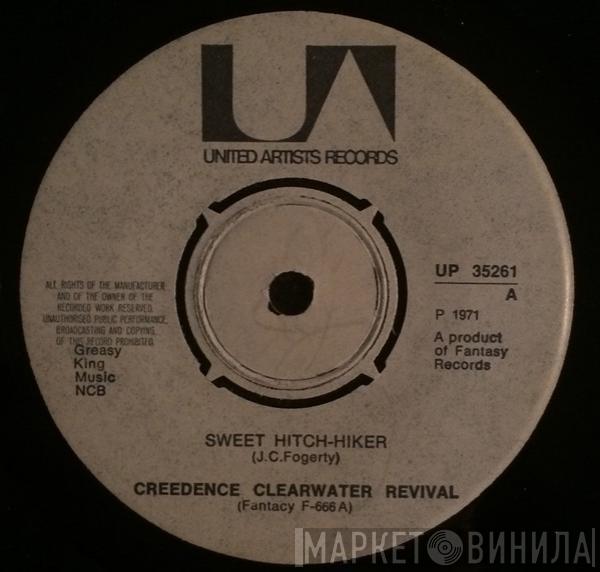 UA
UNITED ARTISTS RECORDS
ALL RIGHTS OF THE MANUFACTURER
AND OF THE OWNER OF THE
RECORDED WORK RESERVED.
UNAUTHORISED PUBLIC PERFORMANCE,
BROADCASTING AND COPYING
OF THIS RECORD PROHIBITED.
Greasy
King
Music
NCB
UP 35261
A
P 1971
A product
of Fantasy
Records
SWEET HITCH-HIKER
(J.C.Fogerty)
CREEDENCE CLEARWATER REVIVAL
(Fantacy F-666 A)
МАРКЕТ ВИНИЛА